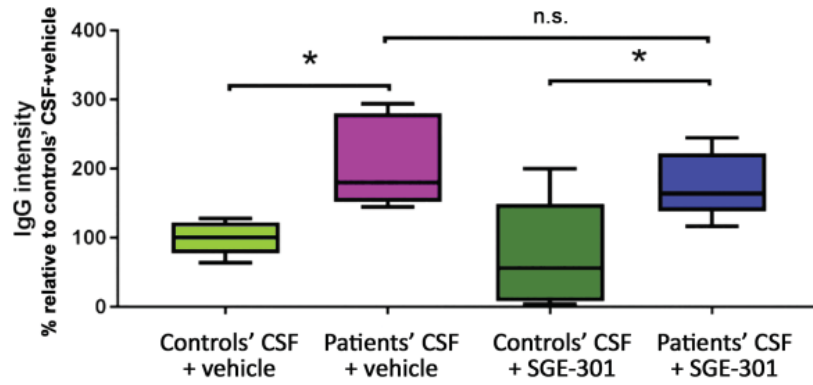 n.s.
*
*
400
300
200
100
0
IgG intensity
% relative to controls' CSF+vehicle
Controls' CSF
+ vehicle
Patients' CSF
+ vehicle
Controls' CSF
+ SGE-301
Patients' CSF
+ SGE-301